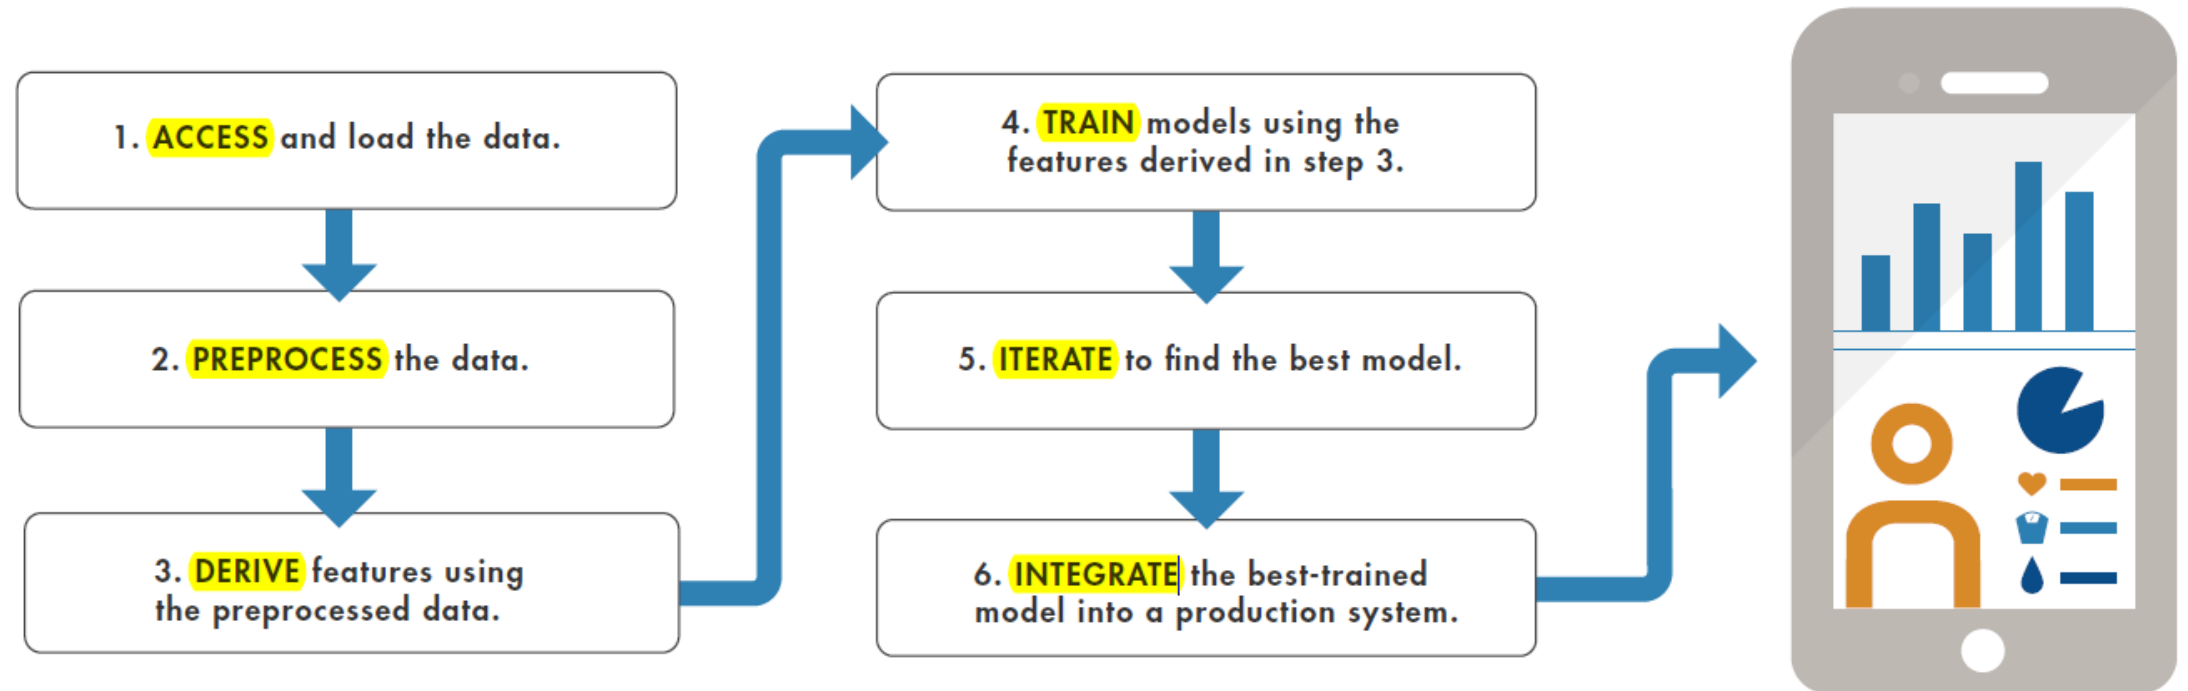 1. ACCESS and load the data.
2. PREPROCESS the data.
3. DERIVE features using
the preprocessed data.
4. TRAIN models using the
features derived in step 3.
5. ITERATE to find the best model.
6. INTEGRATE the best-trained
model into a production system.